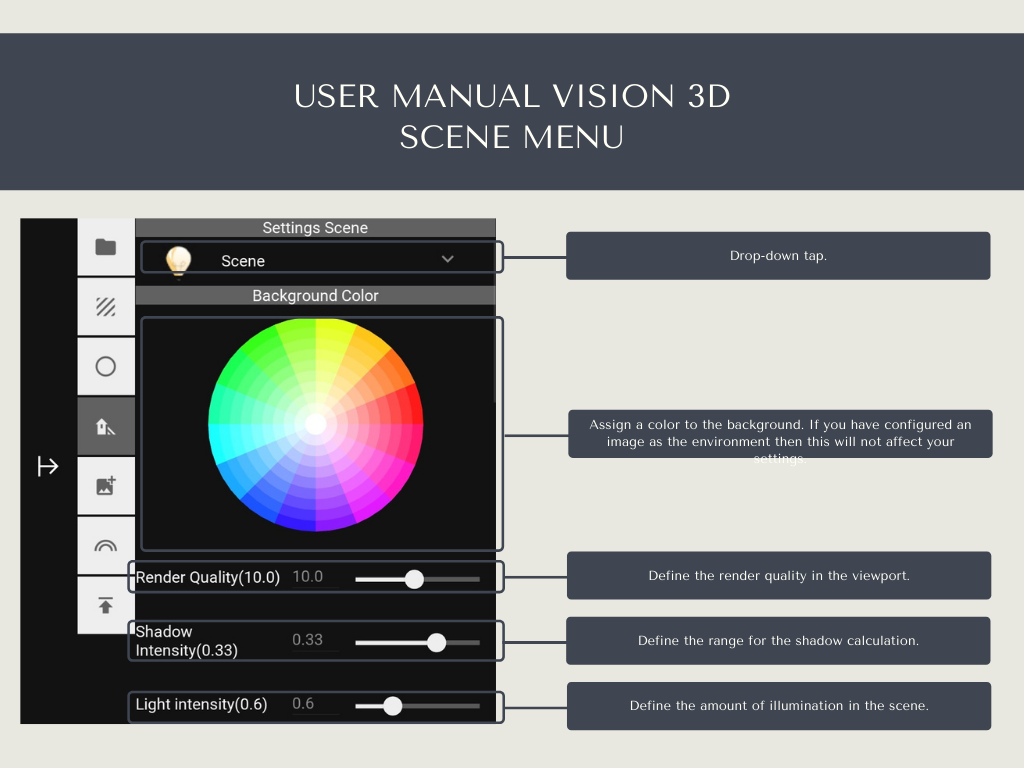 USER MANUAL VISION 3D
SCENE MENU
Settings Scene
Scene
Drop-down tap.
Background Color
Assign a color to the background. If you have configured an
image as the environment then this will not affect your
settings.
Render Quality(10.0) 10.0
Define the render quality in the viewport.
Shadow
Intensity(0.33) 0.33
Define the range for the shadow calculation.
Light intensity(0.6) 0.6
Define the amount of illumination in the scene.